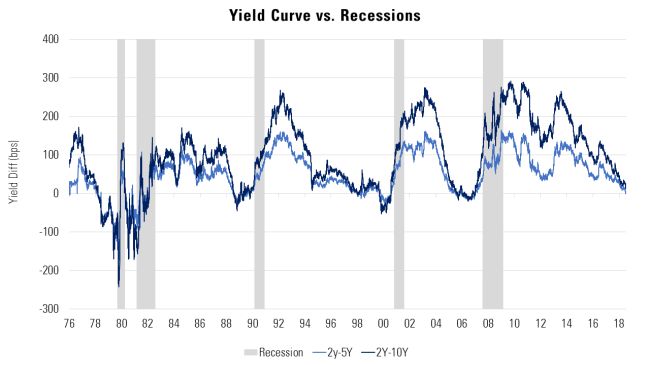 Yield Curve vs. Recessions
400
300
200
100
0
-100
-200
-300
Yield Diff (bps)
76 78 80 82 84 86 88 90 92 94 96 98 00 02 04 06 08 10 12 14 16 18
Recession 2y-5Y 2Y-10Y